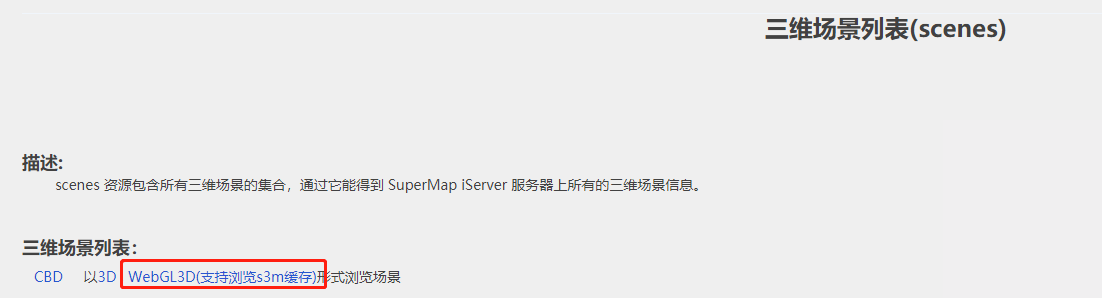 三维场景列表(scenes)
描述:
scenes 资源包含所有三维场景的集合，通过它能得到 SuperMap iServer 服务器上所有的三维场景信息。
三维场景列表：
CBD 以3D WebGL3D(支持浏览s3m缓存)形式浏览场景